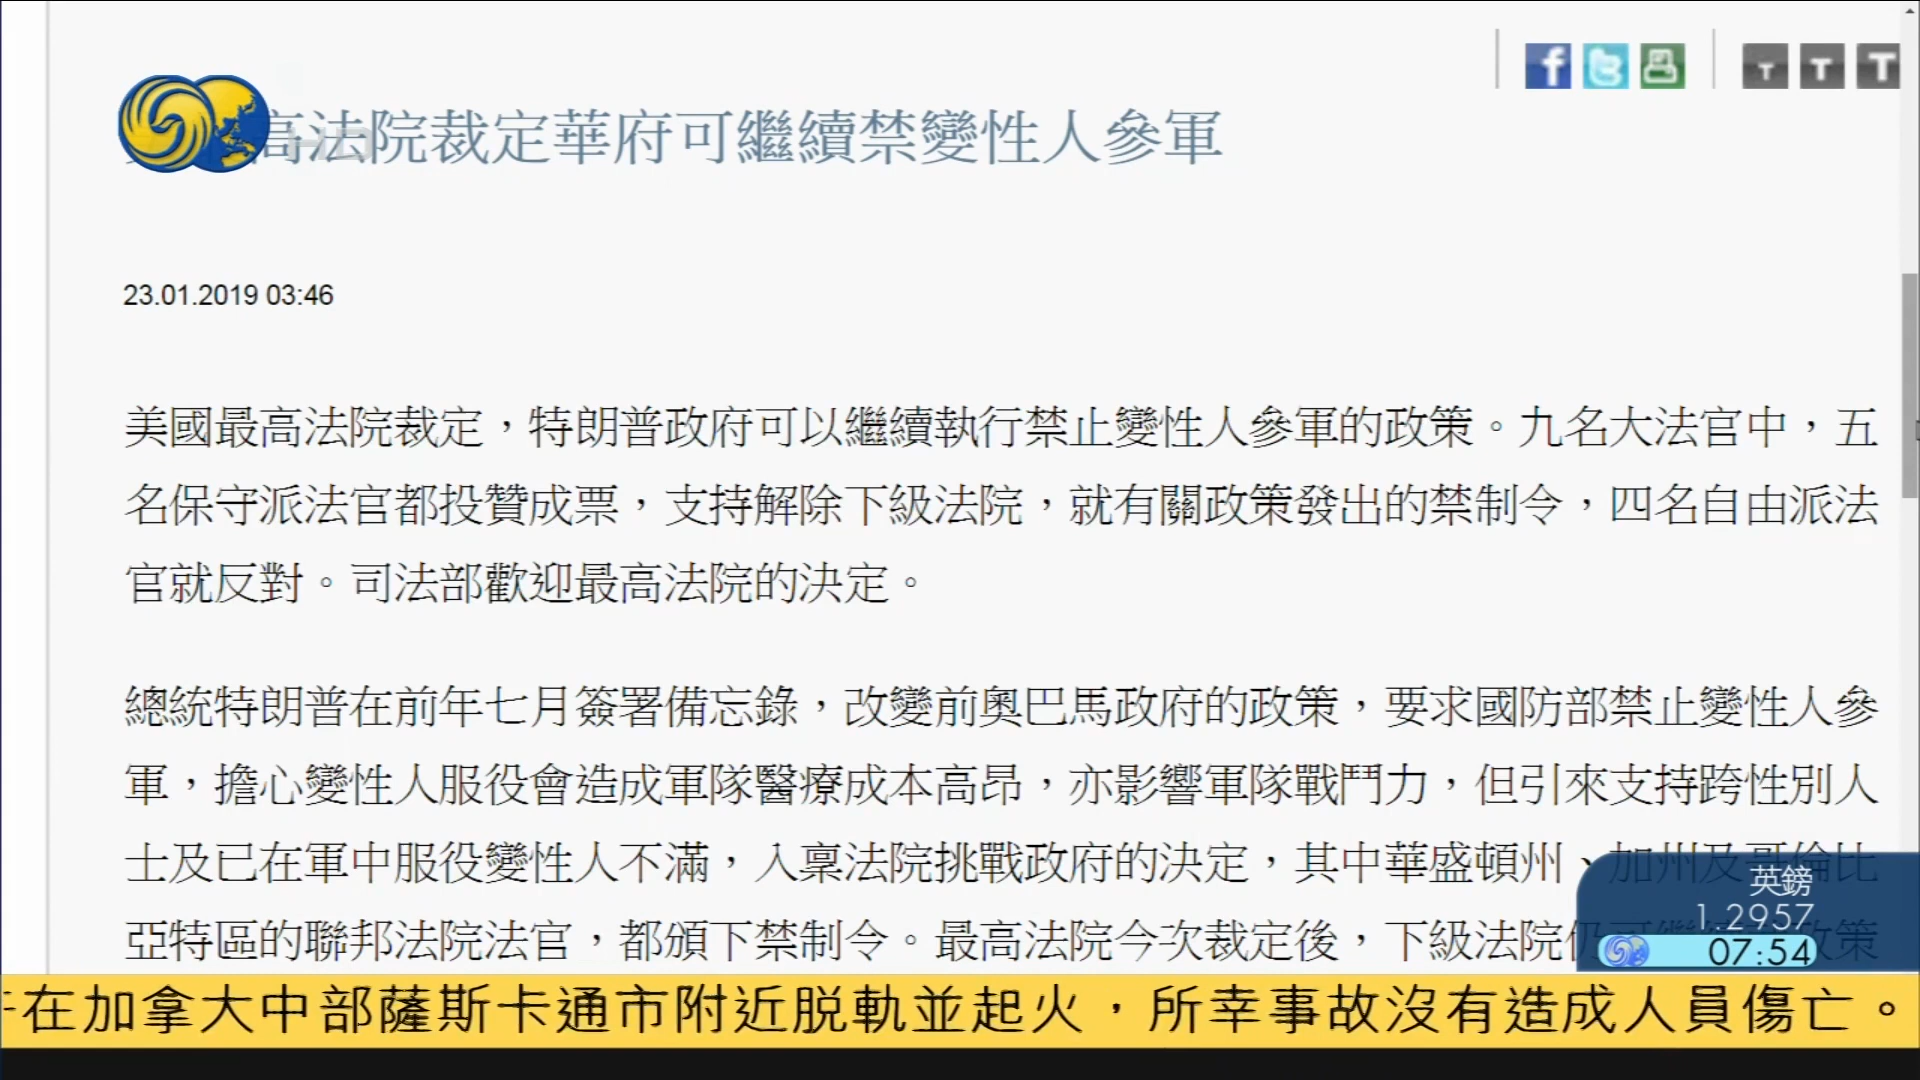 高法院裁定華府可繼續禁變性人參軍
HD
23.01.2019 03:46
美國最高法院裁定，特朗普政府可以繼續執行禁止變性人參軍的政策。九名大法官中，五
名保守派法官都投贊成票，支持解除下級法院，就有關政策發出的禁制令，四名自由派法
官就反對。司法部歡迎最高法院的決定。
總統特朗普在前年七月簽署備忘錄，改變前奧巴馬政府的政策，要求國防部禁止變性人參
軍，擔心變性人服役會造成軍隊醫療成本高昂，亦影響軍隊戰鬥力，但引來支持跨性別人
士及已在軍中服役變性人不滿，入稟法院挑戰政府的決定，其中華盛頓州、加州及哥倫比
亞特區的聯邦法院法官，都頒下禁制令。最高法院今次裁定後，下級法院仍可 政策
英鎊
1.2957
07:54
在加拿大中部薩斯卡通市附近脱軌並起火，所幸事故沒有造成人員傷亡。